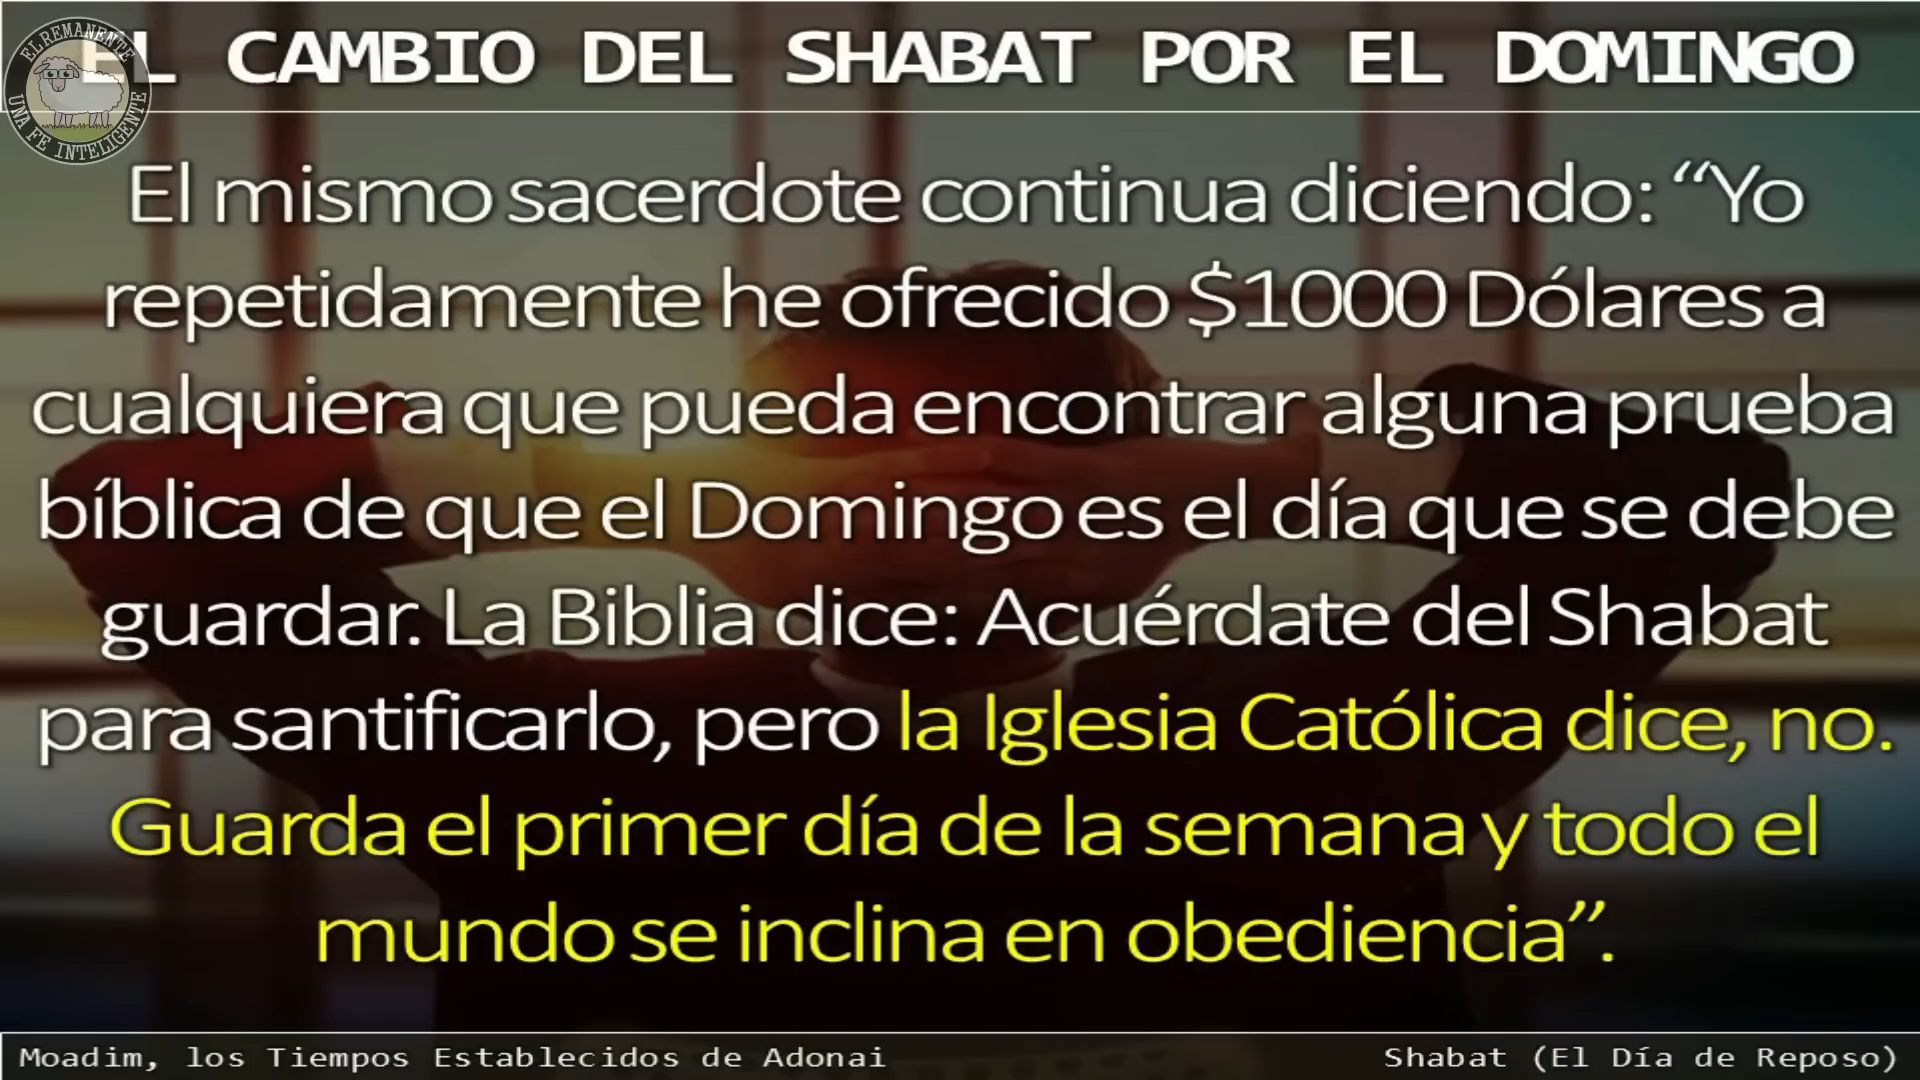 EL CAMBIO DEL SHABAT POR EL DOMINGO
ELREMANENTE
UNA FE INTELIGENTE
El mismo sacerdote continua diciendo: “Yo
repetidamente he ofrecido $1000 Dólares a
cualquiera que pueda encontrar alguna prueba
bíblica de que el Domingo es el día que se debe
guardar. La Biblia dice: Acuérdate del Shabat
para santificarlo, pero la Iglesia Católica dice, no.
Guarda el primer día de la semana y todo el
mundo se inclina en obediencia”.
Moadim, los Tiempos Establecidos de Adonai
Shabat (El Día de Reposo)